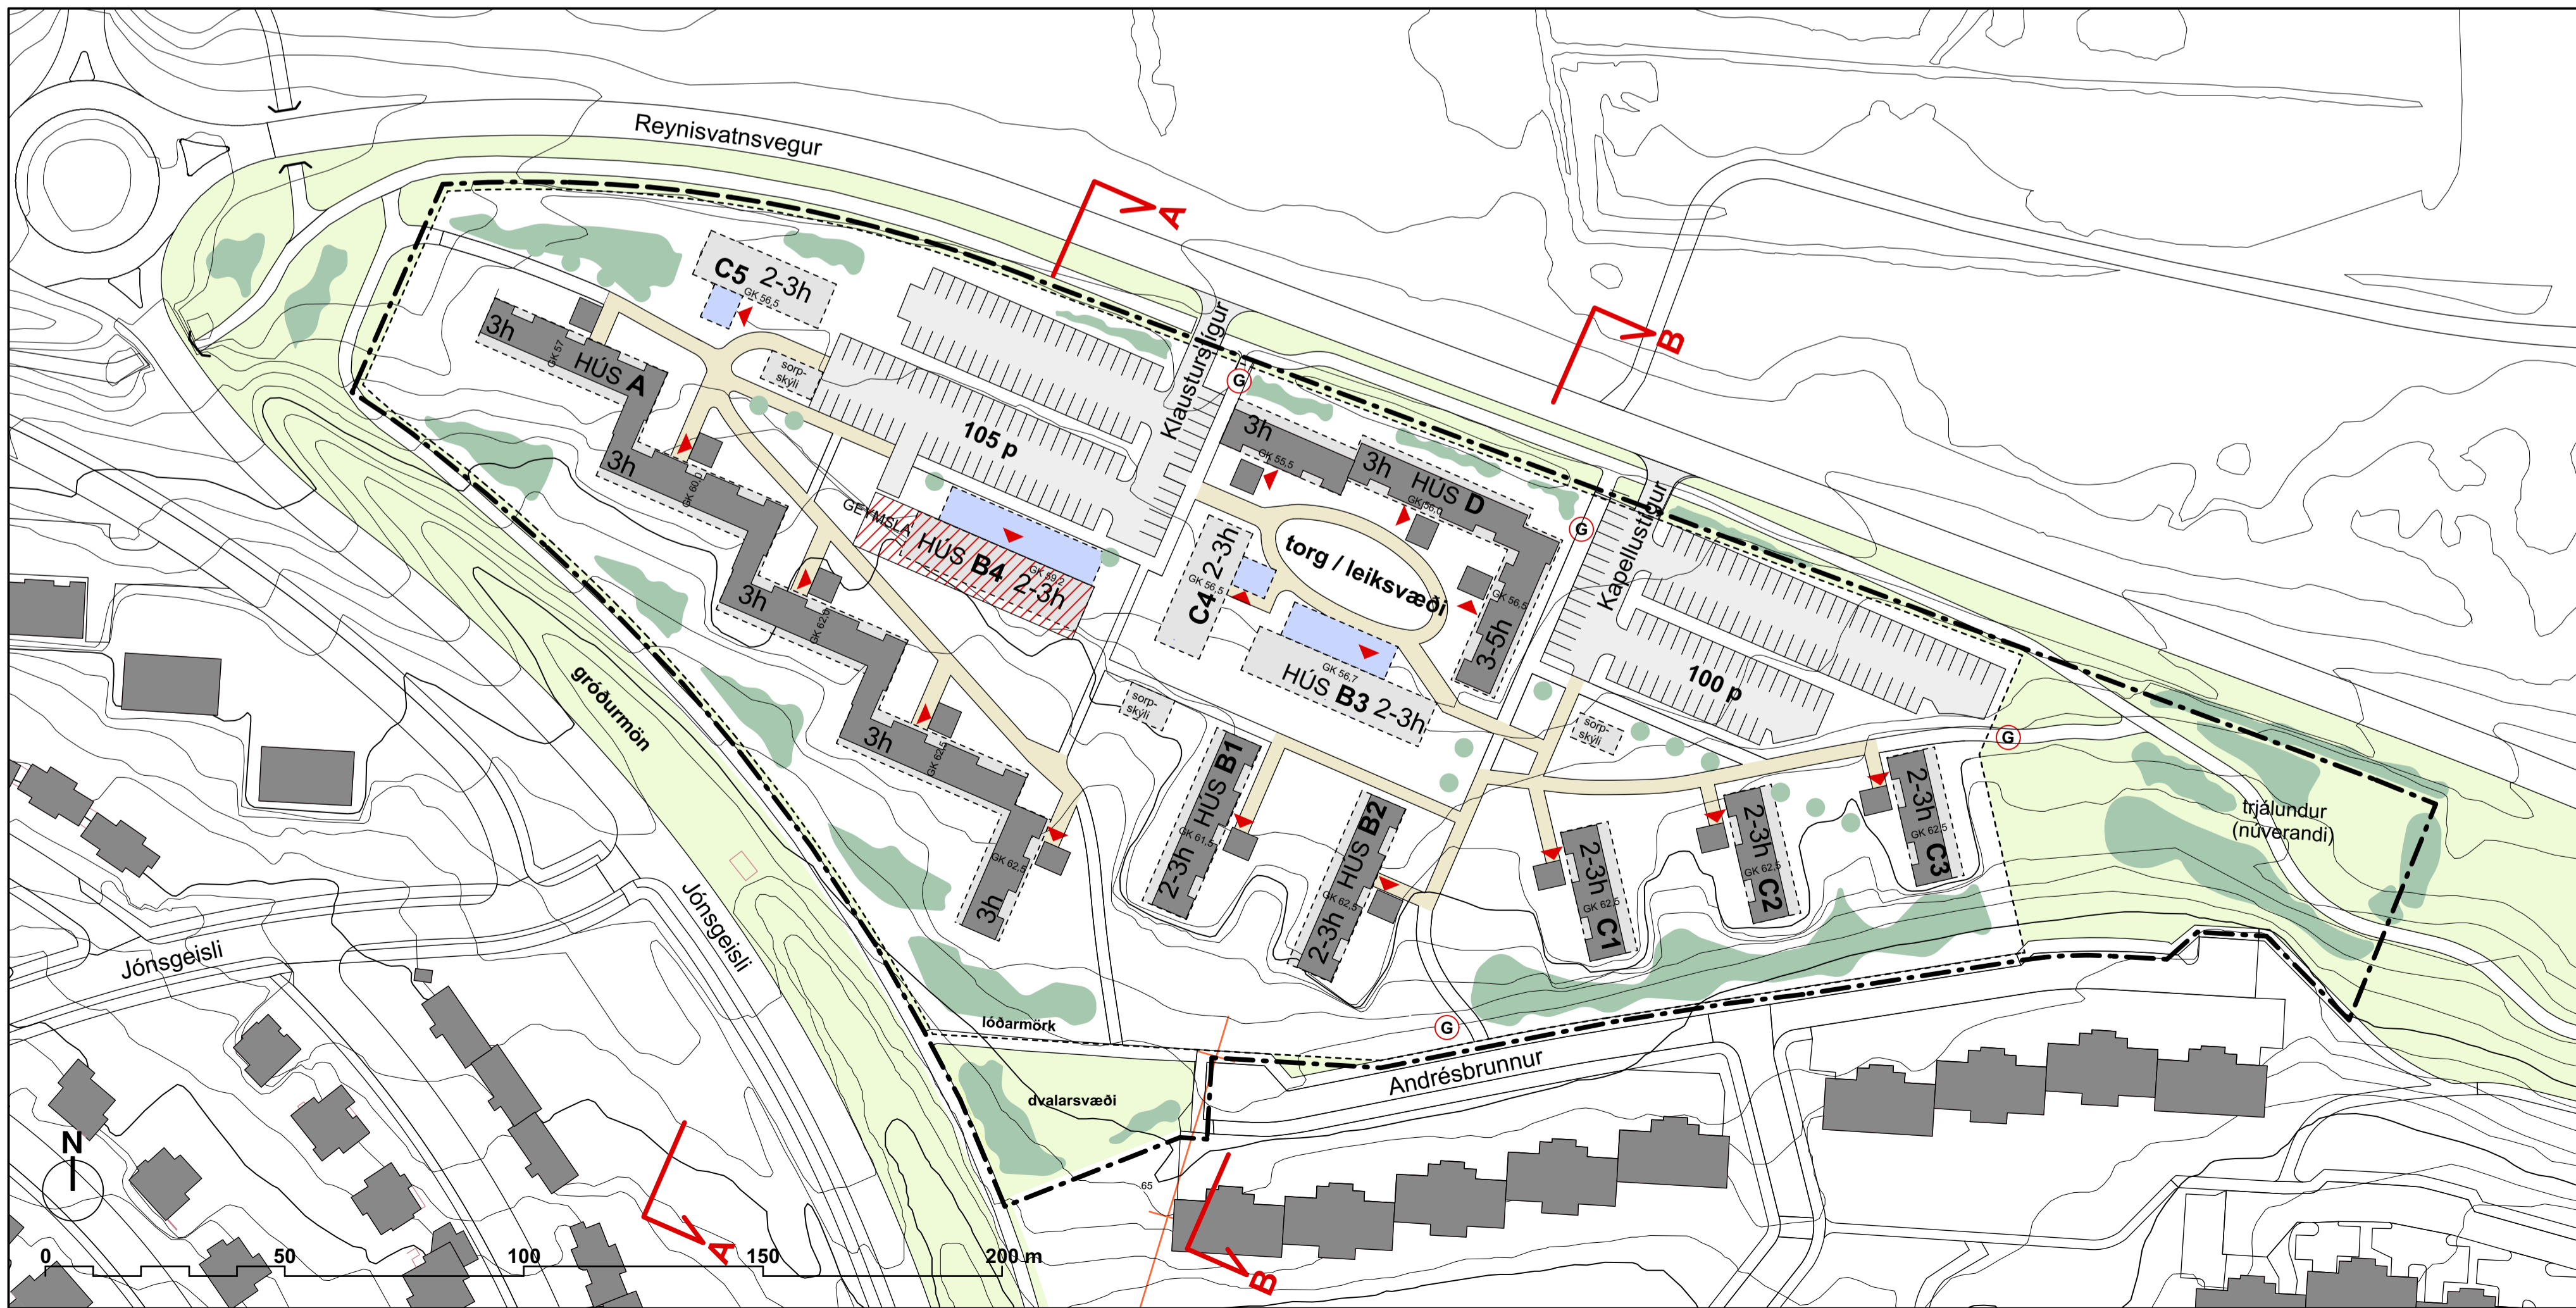 Reynisvatnsvegur
A
B
C5 2-3h
GK 56,5
3h
GK 57
HÚS A
sorp-
skýli
Klaustursstígur
G
105 p
3h
GK 55,5
3h
HÚS D
GK 56,0
3h
GK 60,
GEYMSLA
HÚS B4 2-3h
GK 59,2
C4 2-3h
GK 56,5
torg / leiksvæði
G
Kapellustígur
GK 56,5
3-5h
3h
GK 62,0
GK 56,7
HÚS B3 2-3h
100 p
gróðurmön
sorp-
skýli
sorp-
skýli
G
3h
GK 62,5
2-3h HÚS B1
GK 61,5
2-3h HÚS B2
GK 62,5
2-3h
GK 62,5
C1
2-3h
GK 62,5
C2
2-3h
GK 62,5
C3
trjálundur
(núverandi)
GK 62,5
3h
Jónsgeisli
Jónsgeisli
lóðarmörk
G
Andrésbrunnur
dvalarsvæði
65
N
A
B
0 50 100 150 200 m